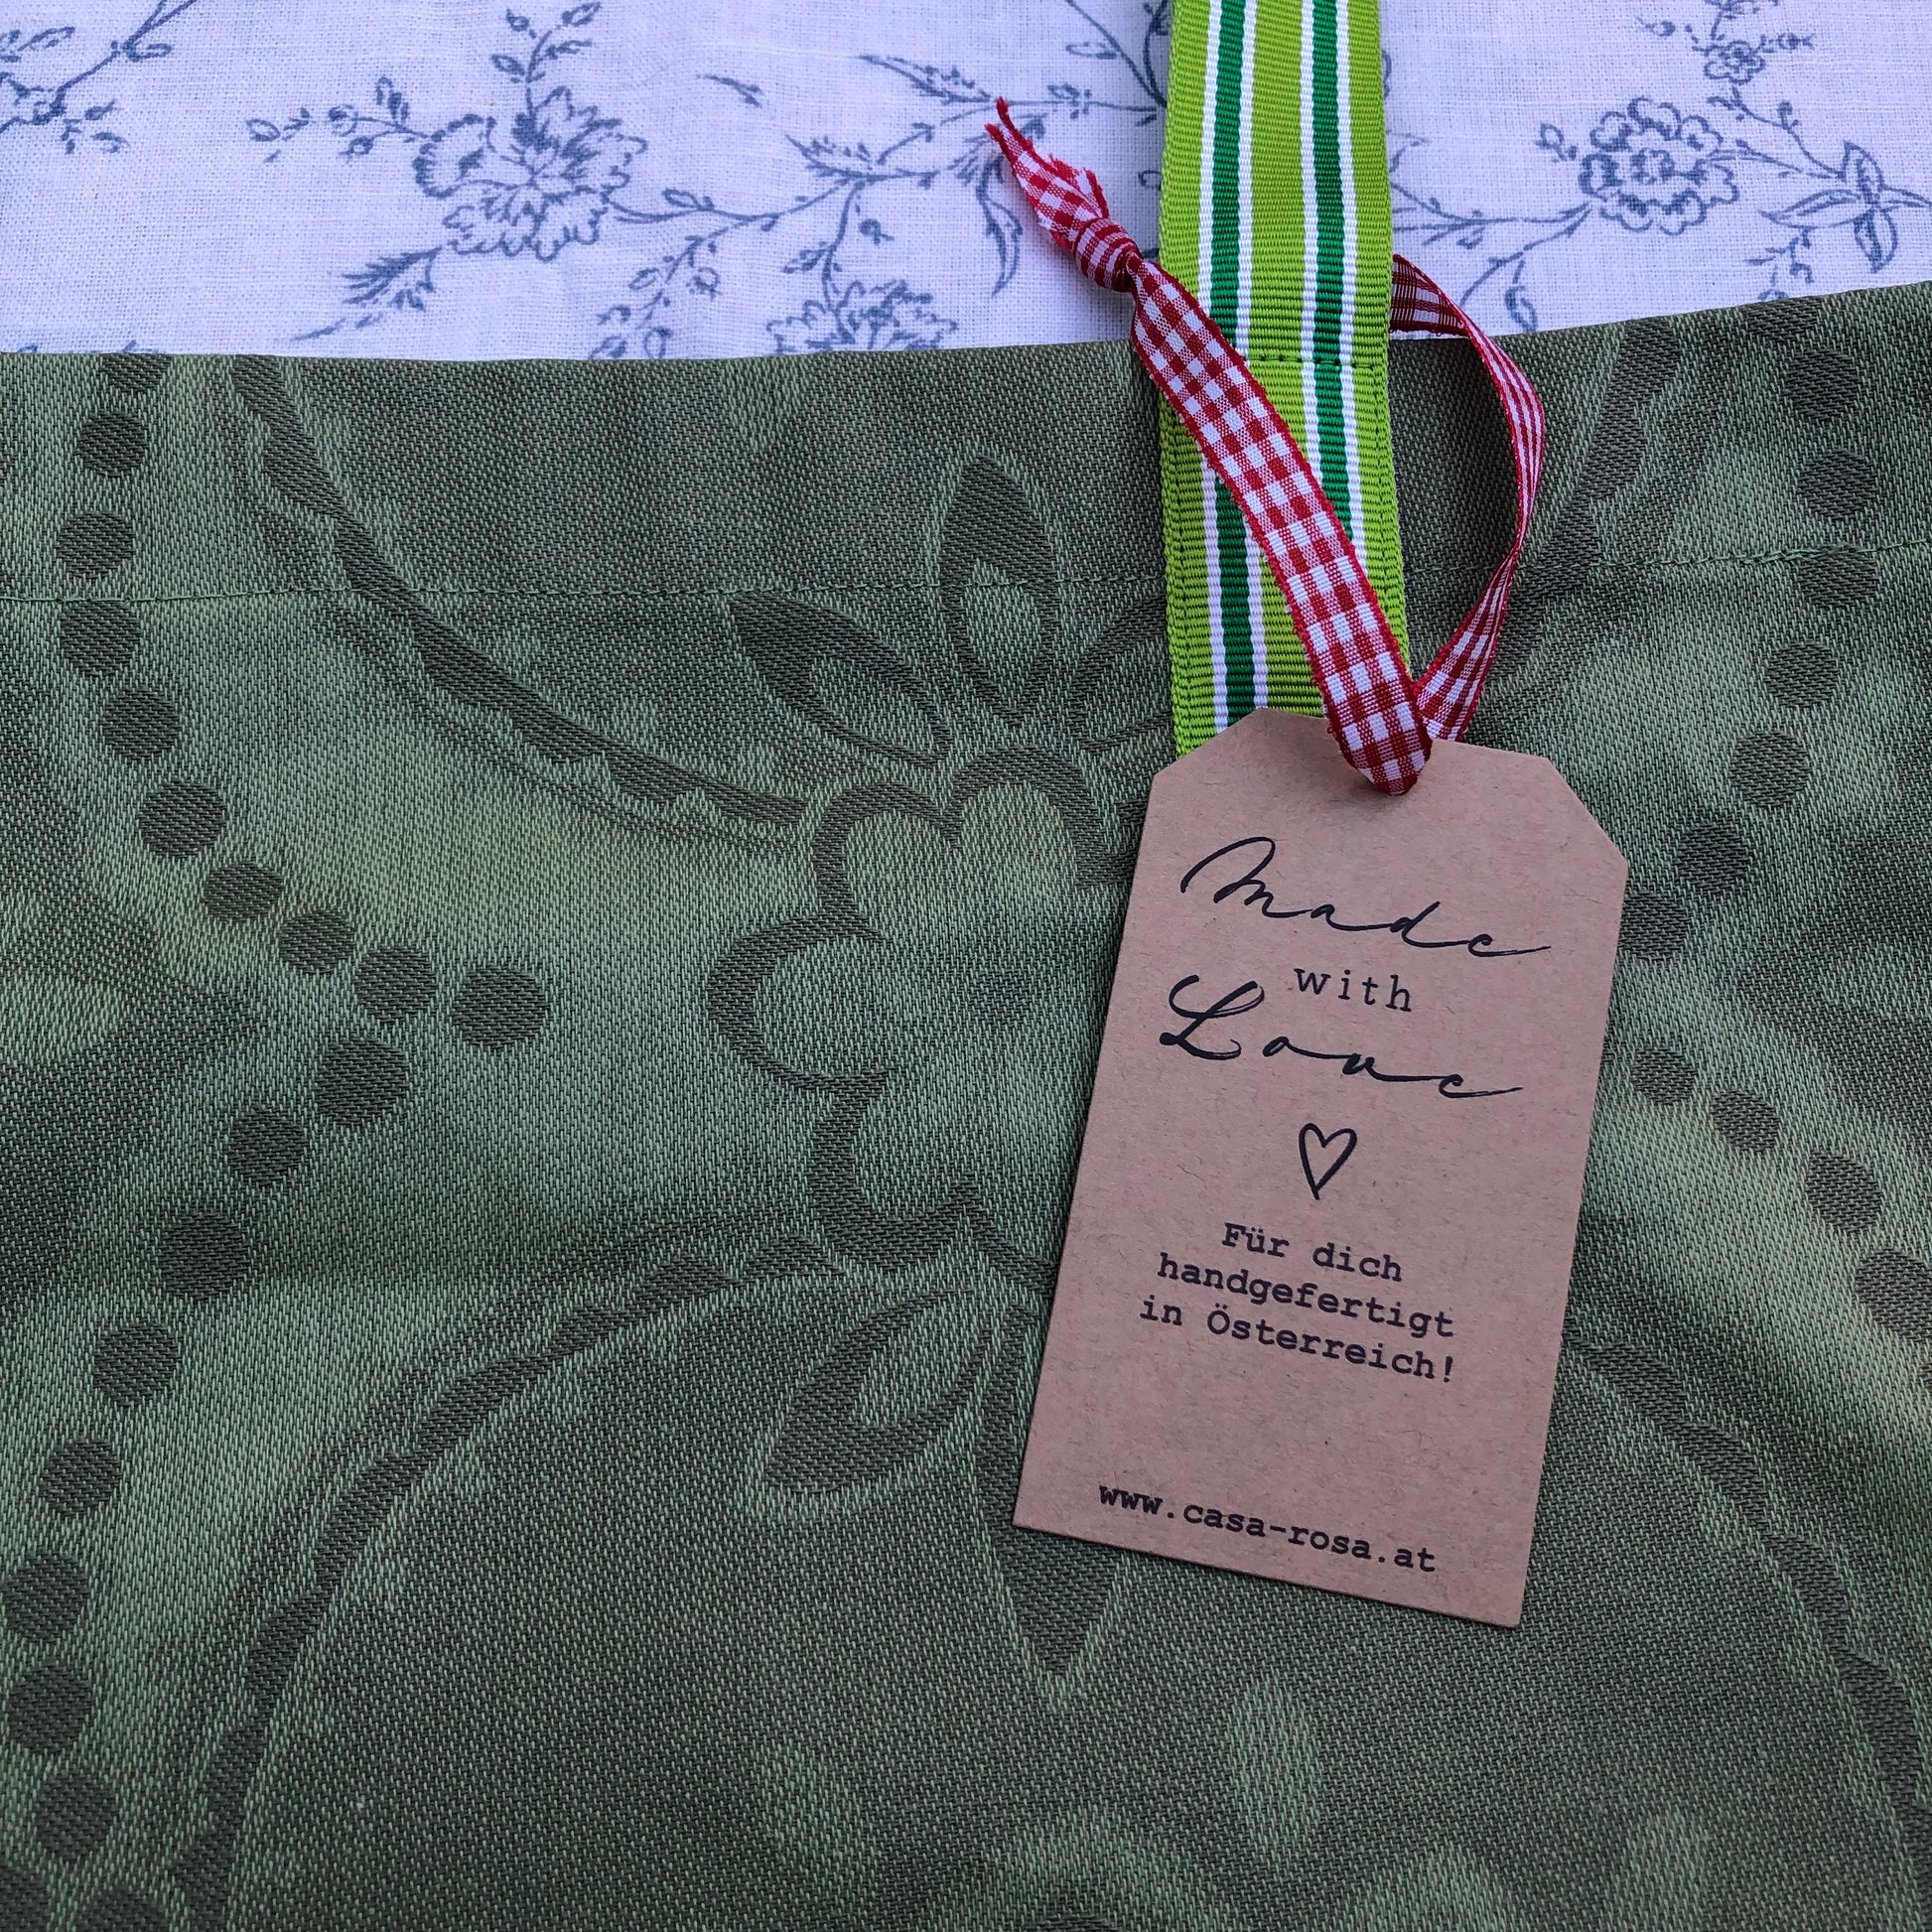 Made
with
Love
Für dich
handgefertigt
in Österreich!
www.casa-rosa.at